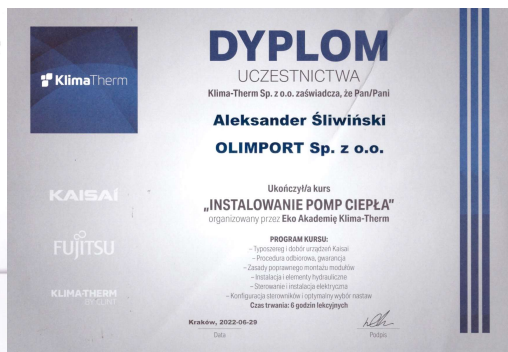 DYPLOM
UCZESTNICTWA
Klima-Therm Sp. z o.o. zaświadcza, że Pan/Pani
KlimaTherm
Aleksander Śliwiński
OLIMPORT Sp. z o.o.
KAISAI
FUJITSU
KLIMA-THERM
BY CLINT
Ukończył/a kurs
„INSTALOWANIE POMP CIEPŁA"
organizowany przez Eko Akademię Klima-Therm
PROGRAM KURSU:
– Typoszereg i dobór urządzeń Kaisai
– Procedura odbiorowa, gwarancja
– Zasady poprawnego montażu modułów
– Instalacja i elementy hydrauliczne
– Sterowanie i instalacja elektryczna
– Konfiguracja sterowników i optymalny wybór nastaw
Czas trwania: 6 godzin lekcyjnych
Kraków, 2022-06-29
Data
Podpis